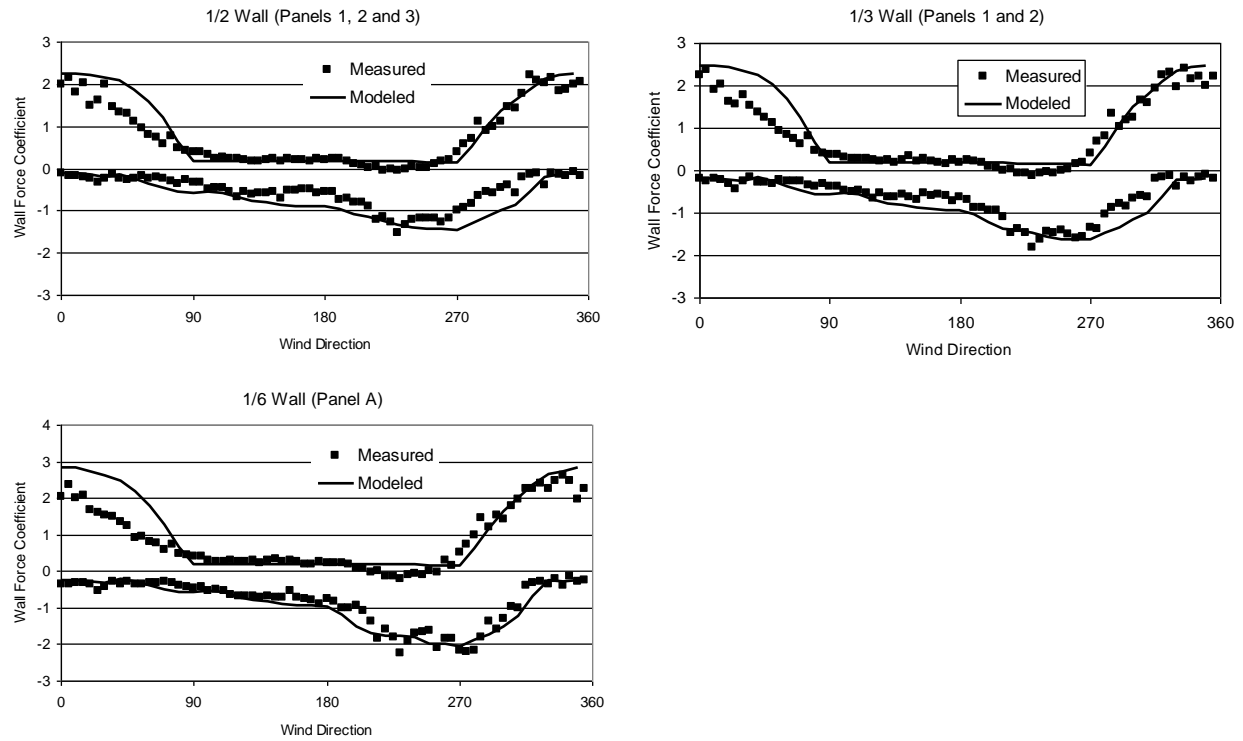 1/2 Wall (Panels 1, 2 and 3)
Wall Force Coefficient
3
2
1
0
-1
-2
-3
Measured
Modeled
0
90
180
270
360
Wind Direction
1/3 Wall (Panels 1 and 2)
Wall Force Coefficient
3
2
1
0
-1
-2
-3
Measured
Modeled
0
90
180
270
360
Wind Direction
1/6 Wall (Panel A)
Wall Force Coefficient
4
3
2
1
0
-1
-2
-3
Measured
Modeled
0
90
180
270
360
Wind Direction